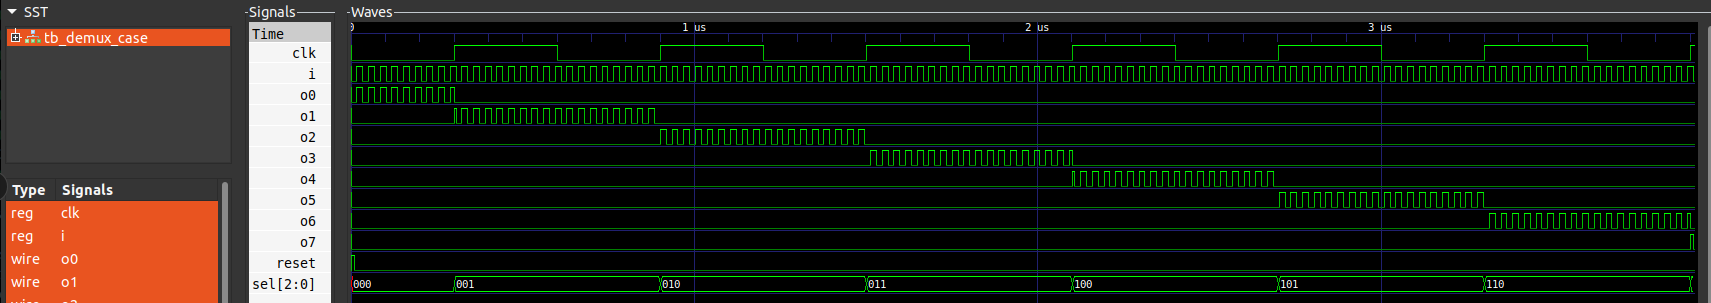 SST
tb_demux_case
Type Signals
reg clk
reg i
wire o0
wire o1
Signals
Time
clk
i
o0
o1
o2
o3
o4
o5
o6
o7
reset
sel[2:0]
Waves
0 1 us 2 us 3 us
000 001 010 011 100 101 110